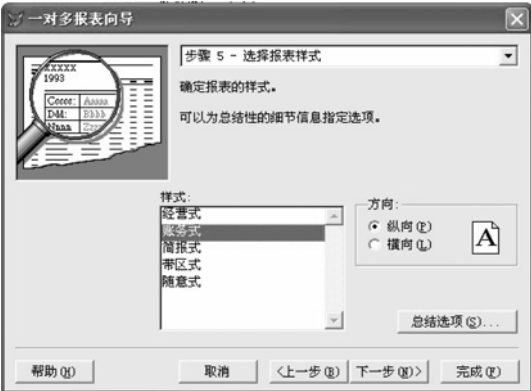 一对多报表向导
步骤 5 - 选择报表样式
XXXXX
1993
确定报表的样式。
Ccccc: Aaaaa
Ddd: Bbbb
可以为总结性的细节信息指定选项。
Nnaa
样式:
经营式
账务式
简报式
带区式
随意式
方向:
纵向(P)
横向(L)
A
总结选项(S)...
帮助(H)
取消
<上一步(B)
下一步(N)>
完成(F)